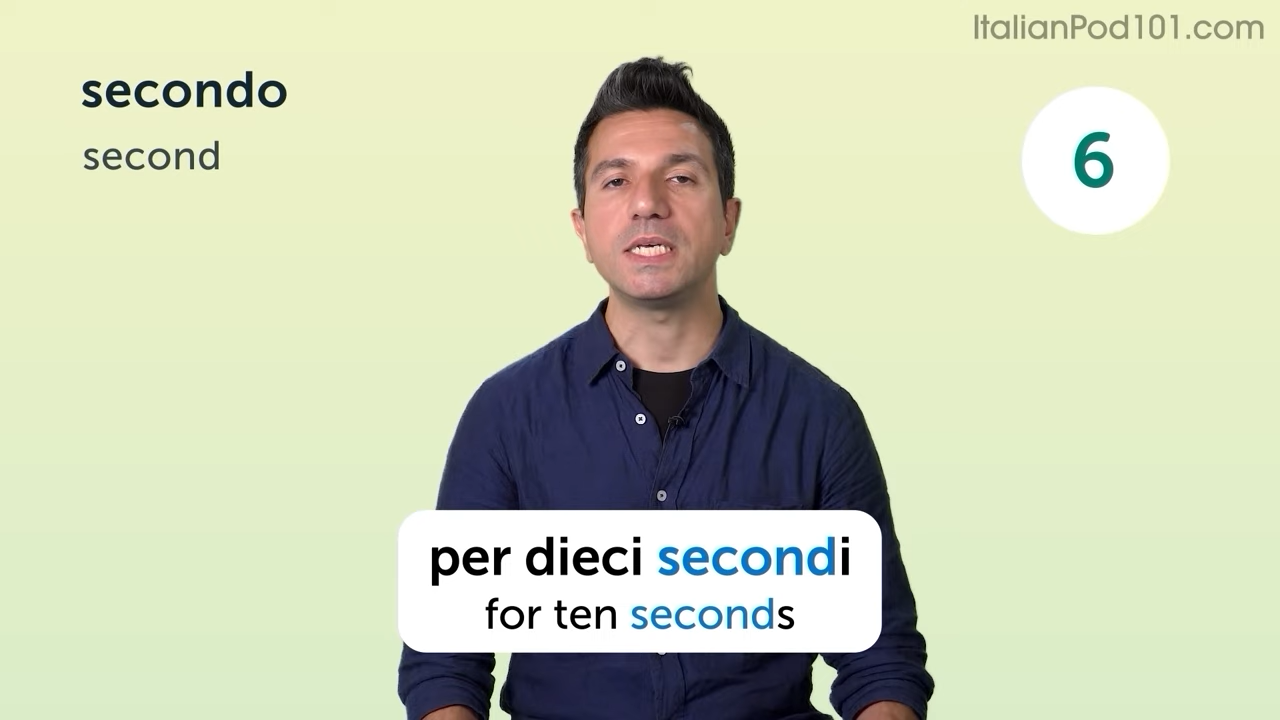 ItalianPod101.com
secondo
second
6
per dieci secondi
for ten seconds